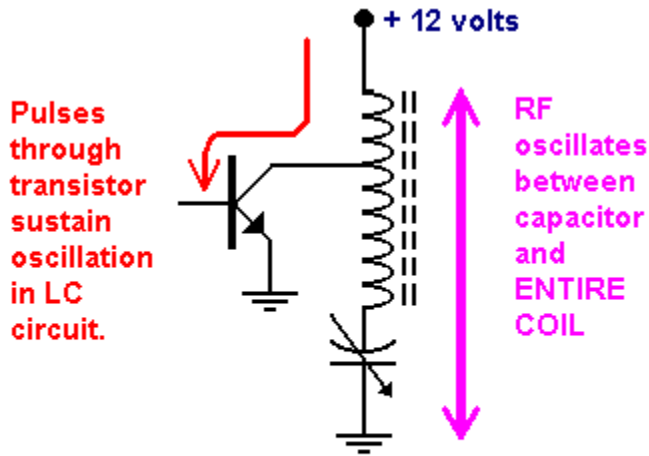 + 12 volts
Pulses
through
transistor
sustain
oscillation
in LC
circuit.
RF
oscillates
between
capacitor
and
ENTIRE
COIL